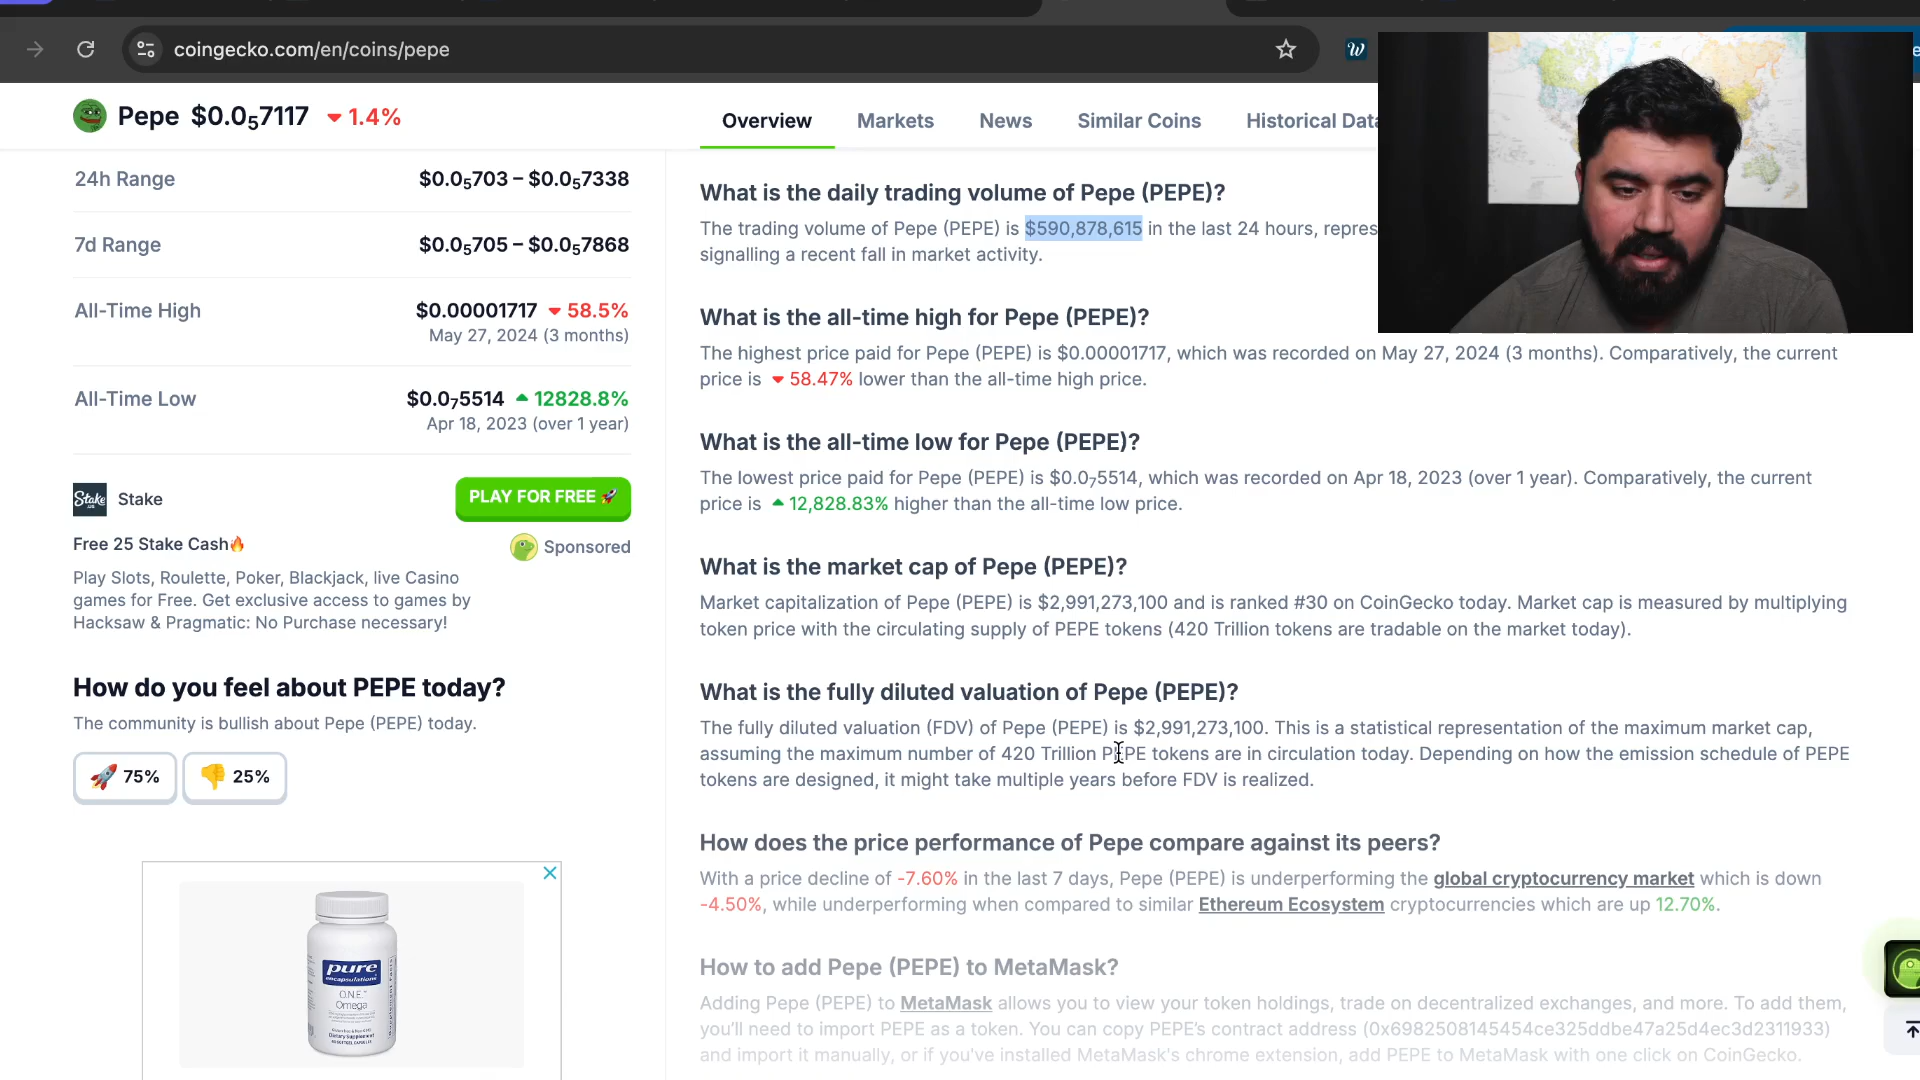 coingecko.com/en/coins/pepe
Pepe $0.0₅7117 1.4%
Overview Markets News Similar Coins Historical Data
24h Range $0.0₅703 – $0.0₅7338
7d Range $0.0₅705 – $0.0₅7868
All-Time High $0.00001717 58.5%
May 27, 2024 (3 months)
All-Time Low $0.0₇5514 12828.8%
Apr 18, 2023 (over 1 year)
Stake
Stake
PLAY FOR FREE 🚀
Free 25 Stake Cash🔥
Sponsored
Play Slots, Roulette, Poker, Blackjack, live Casino
games for Free. Get exclusive access to games by
Hacksaw & Pragmatic: No Purchase necessary!
How do you feel about PEPE today?
The community is bullish about Pepe (PEPE) today.
🚀 75% 👎 25%
pure
encapsulations
O.N.E.™
Omega
What is the daily trading volume of Pepe (PEPE)?
The trading volume of Pepe (PEPE) is $590,878,615 in the last 24 hours, repres
signalling a recent fall in market activity.
What is the all-time high for Pepe (PEPE)?
The highest price paid for Pepe (PEPE) is $0.00001717, which was recorded on May 27, 2024 (3 months). Comparatively, the current
price is 58.47% lower than the all-time high price.
What is the all-time low for Pepe (PEPE)?
The lowest price paid for Pepe (PEPE) is $0.0₇5514, which was recorded on Apr 18, 2023 (over 1 year). Comparatively, the current
price is 12,828.83% higher than the all-time low price.
What is the market cap of Pepe (PEPE)?
Market capitalization of Pepe (PEPE) is $2,991,273,100 and is ranked #30 on CoinGecko today. Market cap is measured by multiplying
token price with the circulating supply of PEPE tokens (420 Trillion tokens are tradable on the market today).
What is the fully diluted valuation of Pepe (PEPE)?
The fully diluted valuation (FDV) of Pepe (PEPE) is $2,991,273,100. This is a statistical representation of the maximum market cap,
assuming the maximum number of 420 Trillion PEPE tokens are in circulation today. Depending on how the emission schedule of PEPE
tokens are designed, it might take multiple years before FDV is realized.
How does the price performance of Pepe compare against its peers?
With a price decline of -7.60% in the last 7 days, Pepe (PEPE) is underperforming the global cryptocurrency market which is down
-4.50%, while underperforming when compared to similar Ethereum Ecosystem cryptocurrencies which are up 12.70%.
How to add Pepe (PEPE) to MetaMask?
Adding Pepe (PEPE) to MetaMask allows you to view your token holdings, trade on decentralized exchanges, and more. To add them,
you'll need to import PEPE as a token. You can copy PEPE's contract address (0x6982508145454ce325ddbe47a25d4ec3d2311933)
and import it manually, or if you've installed MetaMask's chrome extension, add PEPE to MetaMask with one click on CoinGecko.